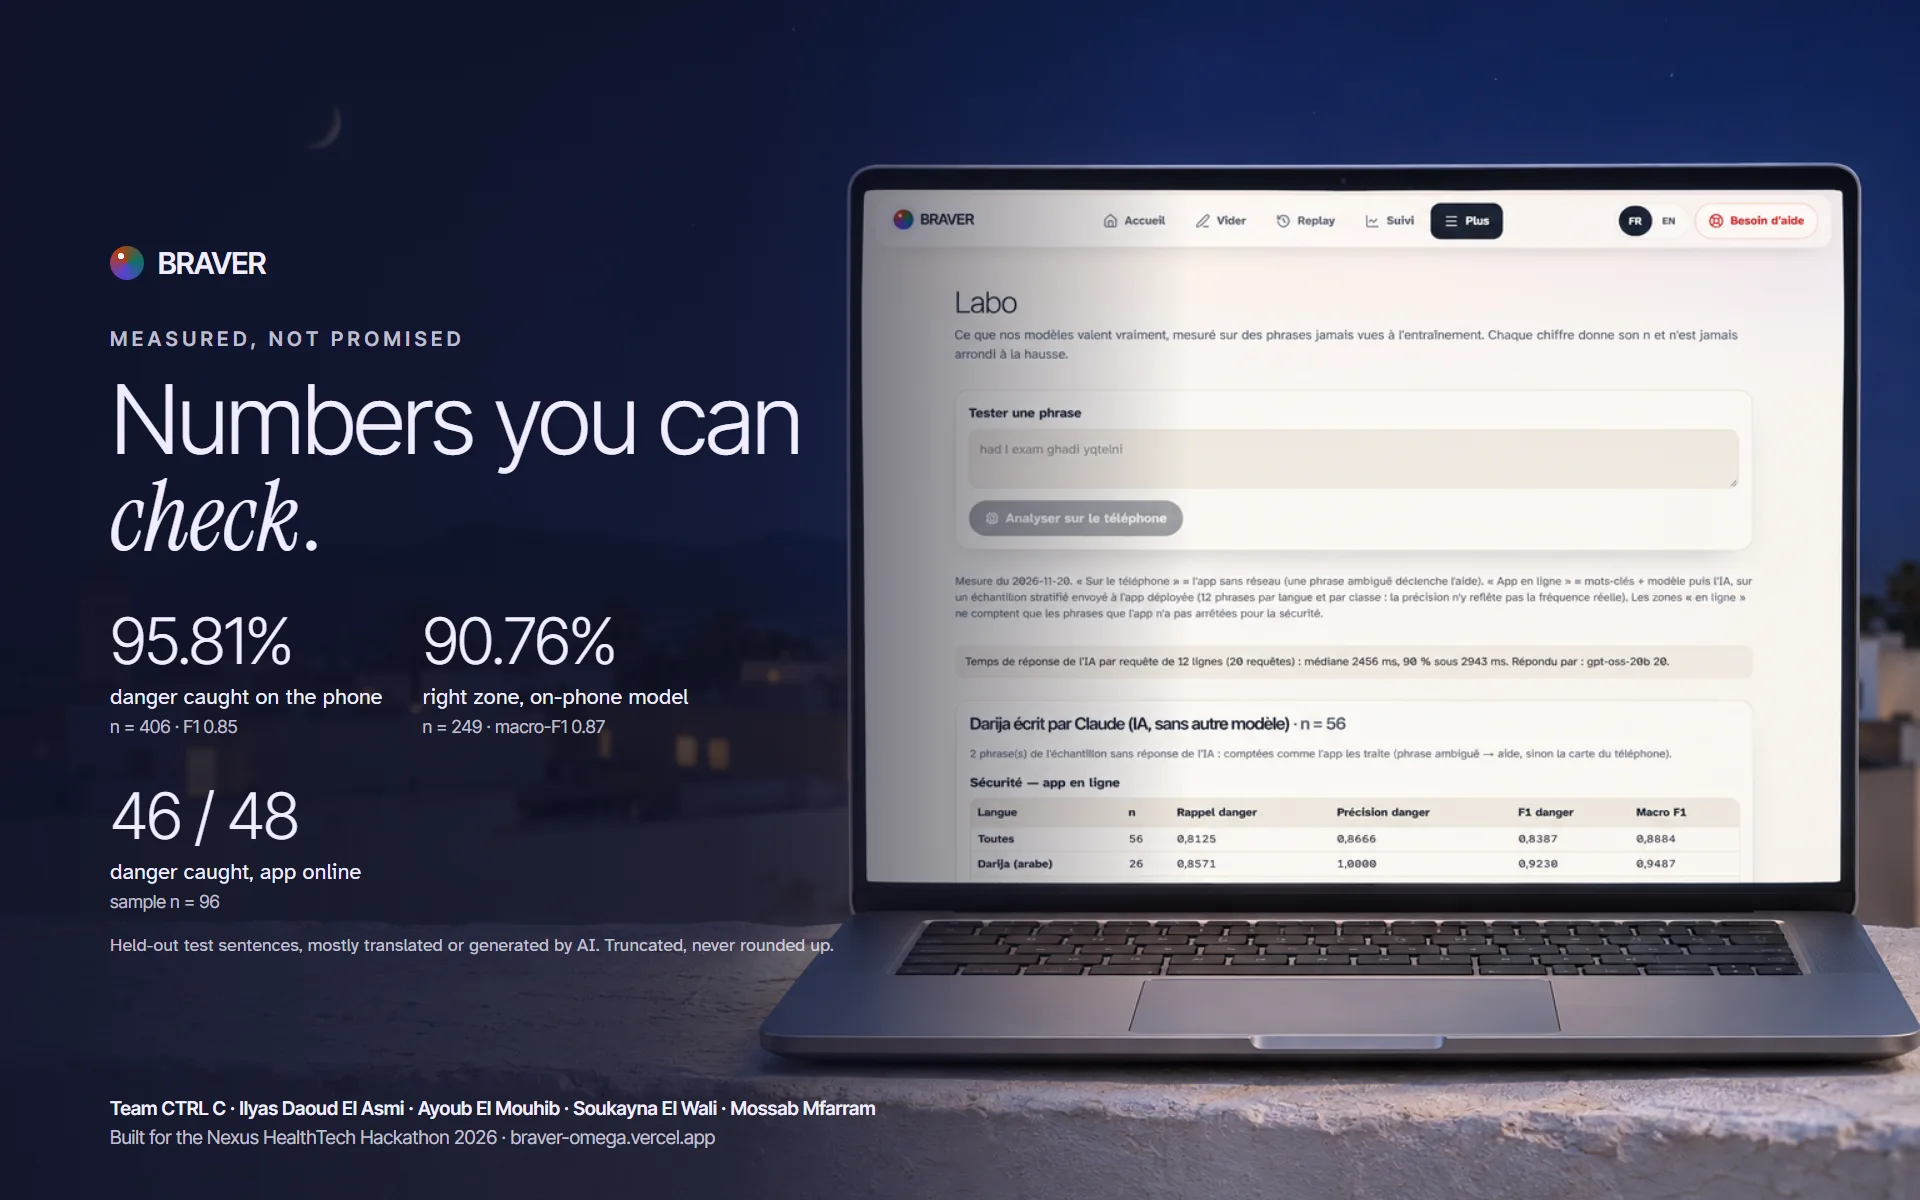 BRAVER
MEASURED, NOT PROMISED
Numbers you can
check.
95.81%
danger caught on the phone
n = 406 · F1 0.85
90.76%
right zone, on-phone model
n = 249 · macro-F1 0.87
46 / 48
danger caught, app online
sample n = 96
Held-out test sentences, mostly translated or generated by AI. Truncated, never rounded up.
Team CTRL C · Ilyas Daoud El Asmi · Ayoub El Mouhib · Soukayna El Wali · Mossab Mfarram
Built for the Nexus HealthTech Hackathon 2026 · braver-omega.vercel.app
BRAVER
Accueil
Vider
Replay
Suivi
Plus
FR
EN
Besoin d'aide
Labo
Ce que nos modèles valent vraiment, mesuré sur des phrases jamais vues à l'entraînement. Chaque chiffre donne son n et n'est jamais
arrondi à la hausse.
Tester une phrase
had l exam ghadi yqtelni
Analyser sur le téléphone
Mesure du 2026-11-20. « Sur le téléphone » = l'app sans réseau (une phrase ambiguë déclenche l'aide). « App en ligne » = mots-clés + modèle puis l'IA, sur
un échantillon stratifié envoyé à l'app déployée (12 phrases par langue et par classe : la précision n'y reflète pas la fréquence réelle). Les zones « en ligne »
ne comptent que les phrases que l'app n'a pas arrêtées pour la sécurité.
Temps de réponse de l'IA par requête de 12 lignes (20 requêtes) : médiane 2456 ms, 90 % sous 2943 ms. Répondu par : gpt-oss-20b 20.
Darija écrit par Claude (IA, sans autre modèle) · n = 56
2 phrase(s) de l'échantillon sans réponse de l'IA : comptées comme l'app les traite (phrase ambiguë → aide, sinon la carte du téléphone).
Sécurité — app en ligne
Langue n Rappel danger Précision danger F1 danger Macro F1
Toutes 56 0,8125 0,8666 0,8387 0,8884
Darija (arabe) 26 0,8571 1,0000 0,9230 0,9487